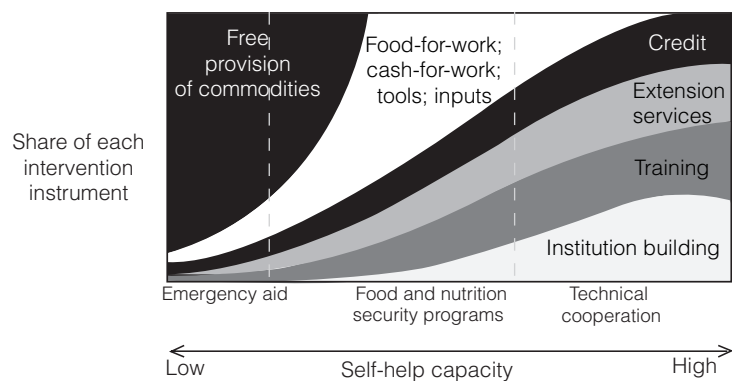 Free
provision
of commodities
Food-for-work;
cash-for-work;
tools; inputs
Credit
Extension
services
Training
Institution building
Share of each
intervention
instrument
Emergency aid
Food and nutrition
security programs
Technical
cooperation
Low
Self-help capacity
High